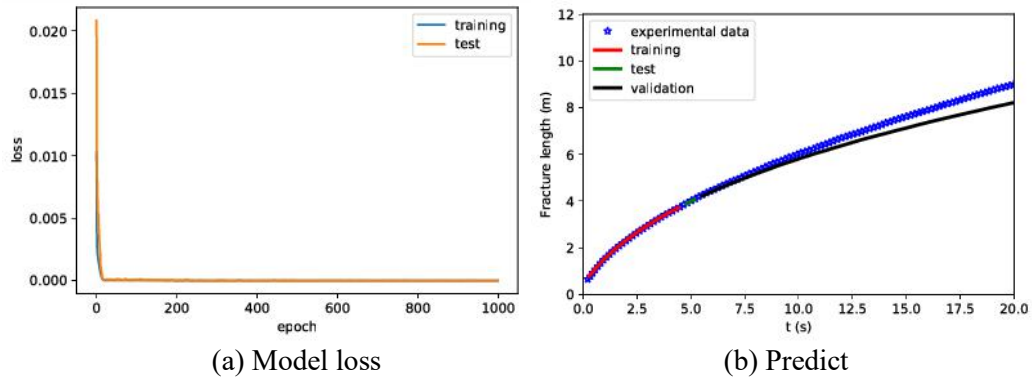 0.020
0.015
0.010
0.005
0.000
loss
0
200
400
600
800
1000
epoch
training
test
(a) Model loss
12
10
8
6
4
2
0
Fracture length (m)
0.0
2.5
5.0
7.5
10.0
12.5
15.0
17.5
20.0
t (s)
experimental data
training
test
validation
(b) Predict